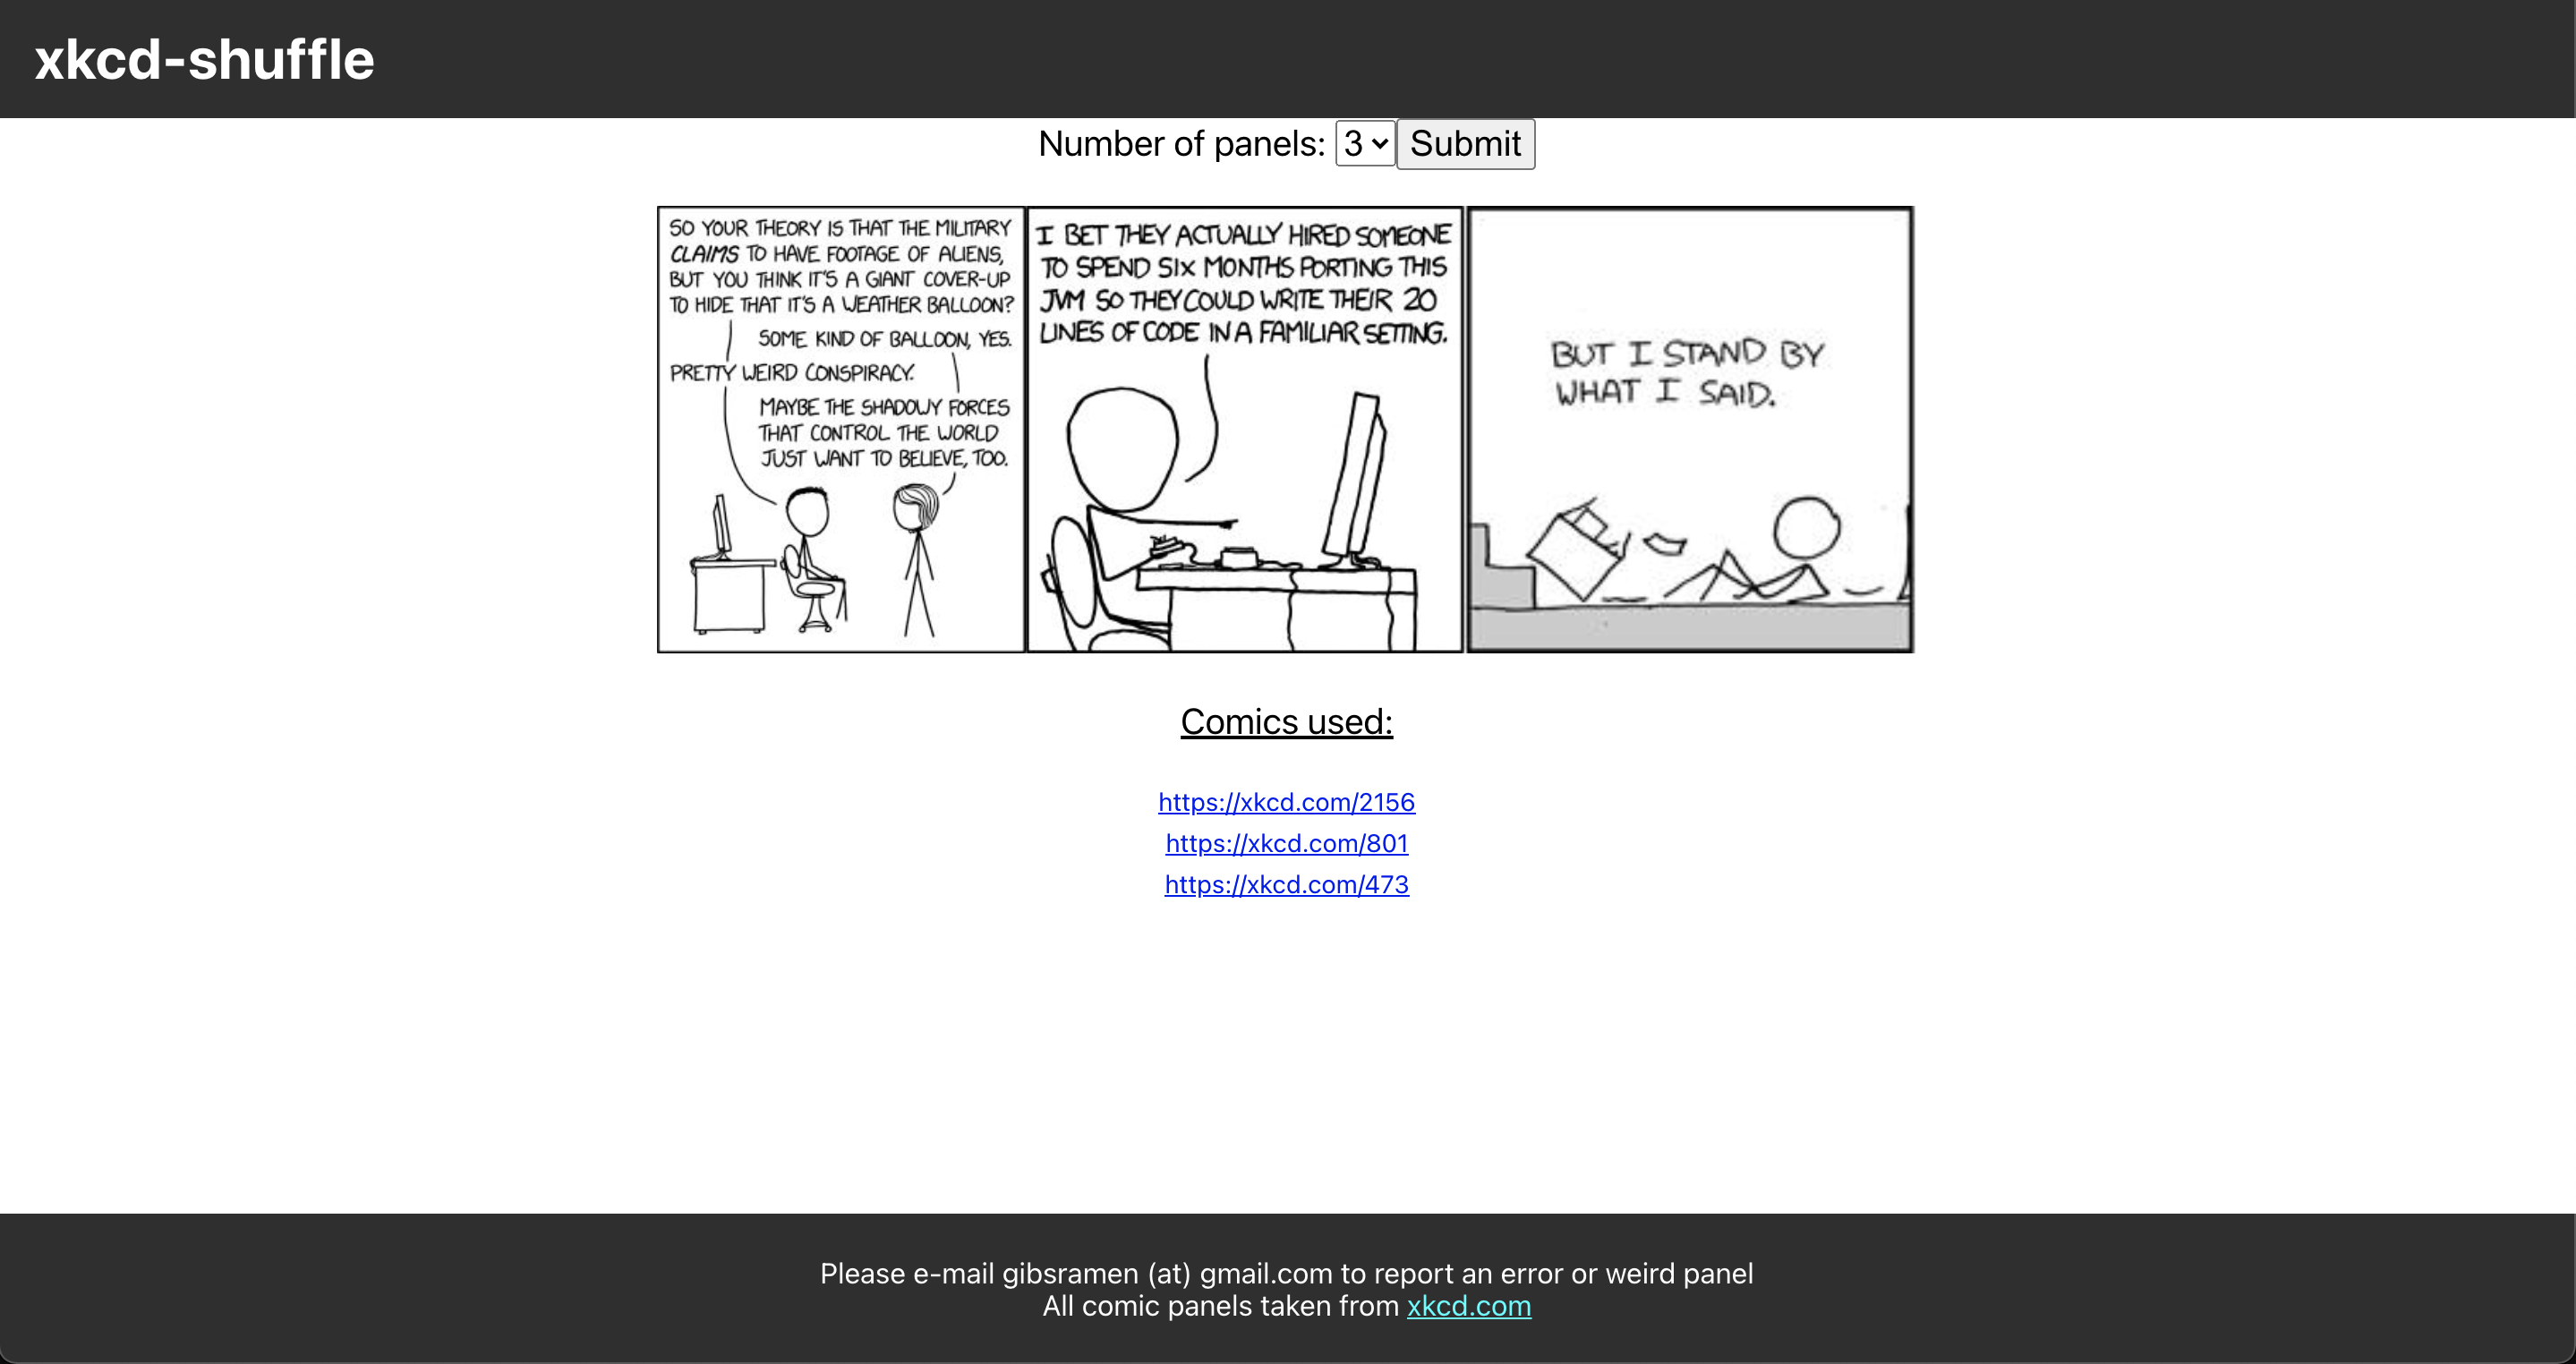 xkcd-shuffle
Number of panels: 3 Submit
SO YOUR THEORY IS THAT THE MILITARY
CLAIMS TO HAVE FOOTAGE OF ALIENS,
BUT YOU THINK IT'S A GIANT COVER-UP
TO HIDE THAT IT'S A WEATHER BALLOON?
SOME KIND OF BALLOON, YES.
PRETTY WEIRD CONSPIRACY.
MAYBE THE SHADOWY FORCES
THAT CONTROL THE WORLD
JUST WANT TO BELIEVE, TOO.
I BET THEY ACTUALLY HIRED SOMEONE
TO SPEND SIX MONTHS PORTING THIS
JVM SO THEY COULD WRITE THEIR 20
LINES OF CODE IN A FAMILIAR SETTING.
BUT I STAND BY
WHAT I SAID.
Comics used:
https://xkcd.com/2156
https://xkcd.com/801
https://xkcd.com/473
Please e-mail gibsramen (at) gmail.com to report an error or weird panel
All comic panels taken from xkcd.com